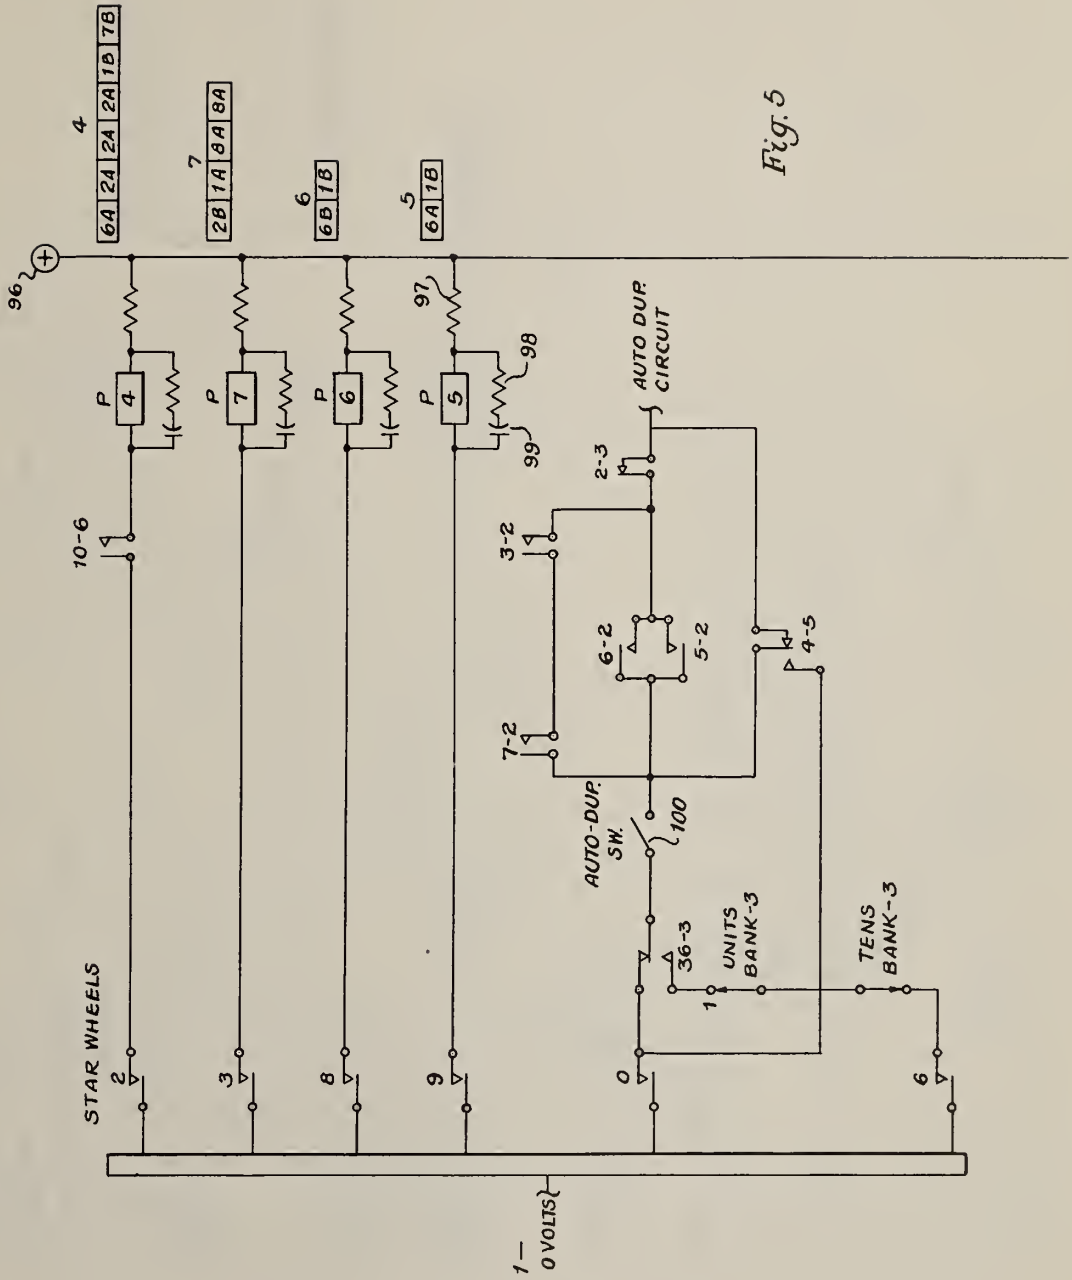 96
+
4
6A 2A 2A 2A 1B 7B
7
2B 1A 8A 8A
6
6B 1B
5
6A 1B
Fig. 5
P
4
P
7
P
6
P
5
97
98
99
10-6
AUTO DUP.
CIRCUIT
2-3
3-2
6-2
5-2
4-5
7-2
AUTO-DUP.
SW.
100
36-3
UNITS
BANK-3
1
TENS
BANK-3
STAR WHEELS
2
3
8
9
0
6
1—
0 VOLTS